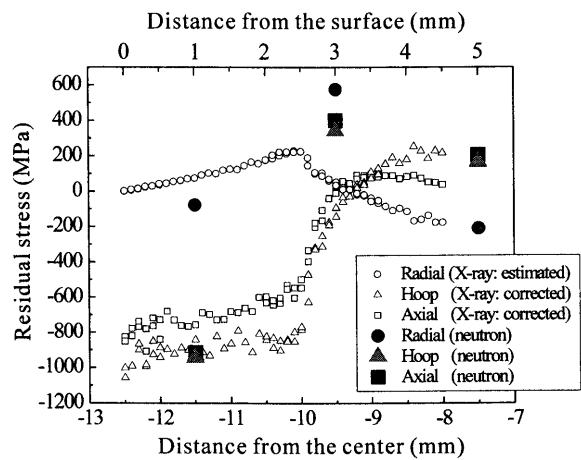 Distance from the surface (mm)
0 1 2 3 4 5
Residual stress (MPa)
600
400
200
0
-200
-400
-600
-800
-1000
-1200
Radial (X-ray: estimated)
Hoop (X-ray: corrected)
Axial (X-ray: corrected)
Radial (neutron)
Hoop (neutron)
Axial (neutron)
-13 -12 -11 -10 -9 -8 -7
Distance from the center (mm)